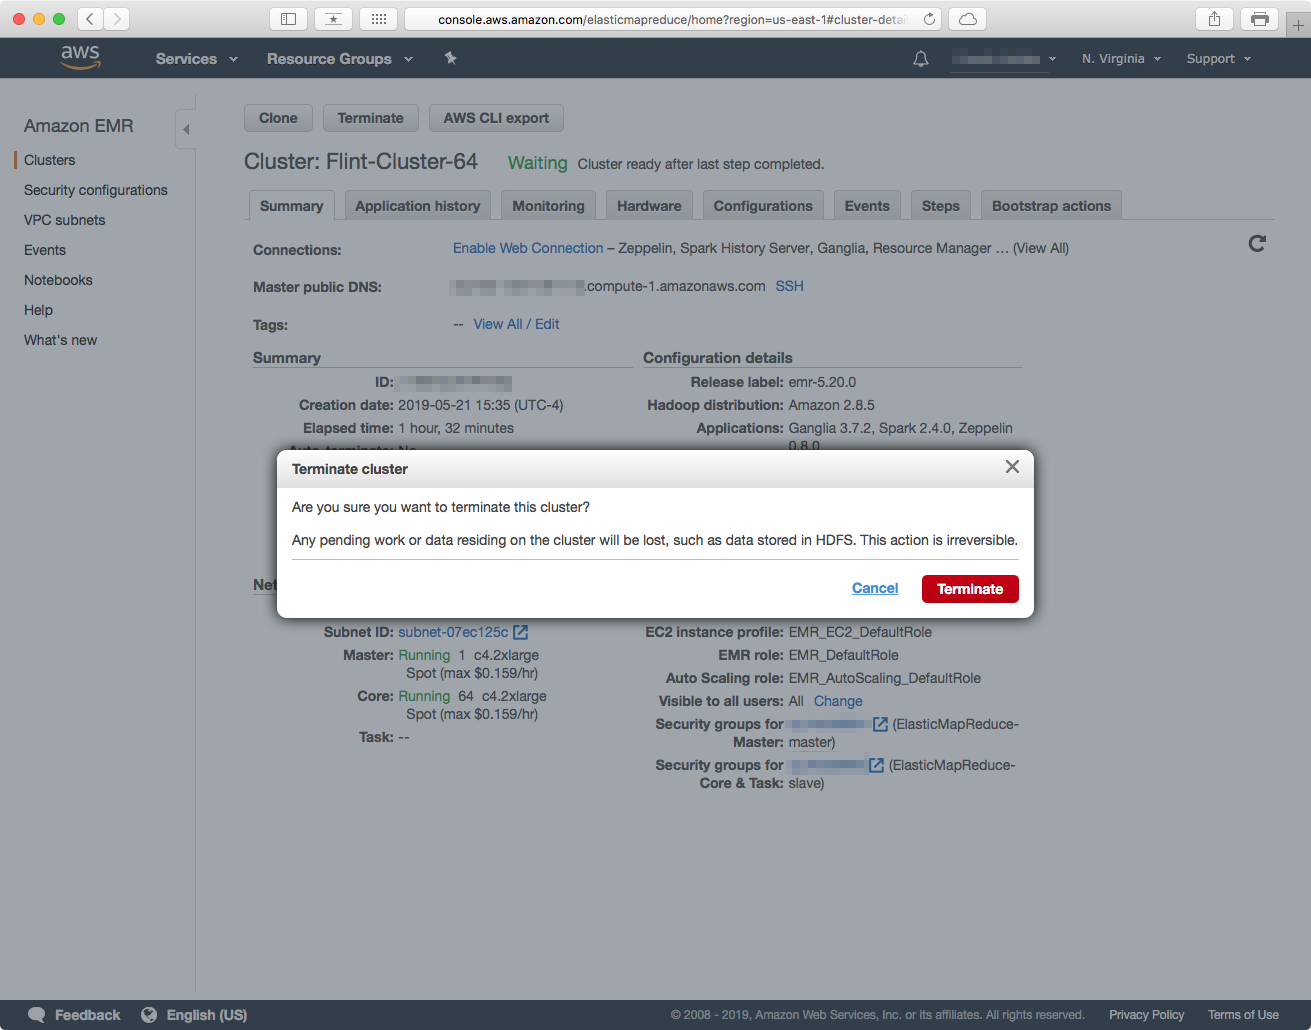 console.aws.amazon.com/elasticmapreduce/home?region=us-east-1#cluster-detai
aws
Services
Resource Groups
N. Virginia
Support
Amazon EMR
Clusters
Security configurations
VPC subnets
Events
Notebooks
Help
What's new
Clone
Terminate
AWS CLI export
Cluster: Flint-Cluster-64
Waiting
Cluster ready after last step completed.
Summary
Application history
Monitoring
Hardware
Configurations
Events
Steps
Bootstrap actions
Connections: Enable Web Connection – Zeppelin, Spark History Server, Ganglia, Resource Manager … (View All)
Master public DNS: .compute-1.amazonaws.com SSH
Tags: -- View All / Edit
Summary
ID:
Creation date: 2019-05-21 15:35 (UTC-4)
Elapsed time: 1 hour, 32 minutes
Auto-terminate: No
Configuration details
Release label: emr-5.20.0
Hadoop distribution: Amazon 2.8.5
Applications: Ganglia 3.7.2, Spark 2.4.0, Zeppelin
0.8.0
Terminate cluster
Are you sure you want to terminate this cluster?
Any pending work or data residing on the cluster will be lost, such as data stored in HDFS. This action is irreversible.
Cancel
Terminate
Net
Subnet ID: subnet-07ec125c
Master: Running 1 c4.2xlarge
Spot (max $0.159/hr)
Core: Running 64 c4.2xlarge
Spot (max $0.159/hr)
Task: --
EC2 instance profile: EMR_EC2_DefaultRole
EMR role: EMR_DefaultRole
Auto Scaling role: EMR_AutoScaling_DefaultRole
Visible to all users: All Change
Security groups for (ElasticMapReduce-
Master: master)
Security groups for (ElasticMapReduce-
Core & Task: slave)
Feedback
English (US)
© 2008 - 2019, Amazon Web Services, Inc. or its affiliates. All rights reserved.
Privacy Policy
Terms of Use